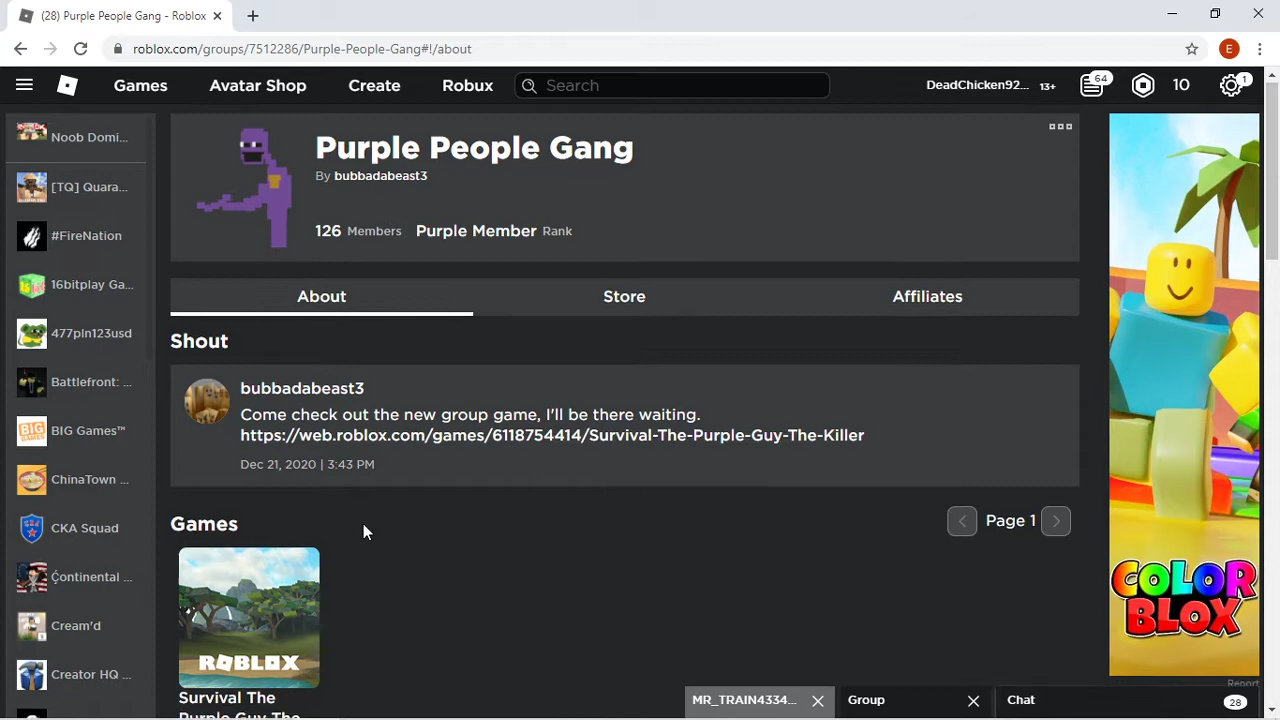 (28) Purple People Gang - Roblox
roblox.com/groups/7512286/Purple-People-Gang#!/about
E
Games
Avatar Shop
Create
Robux
Search
DeadChicken92...
13+
64
10
1
Noob Domi...
[TQ] Quara...
#FireNation
16bitplay Ga...
477pln123usd
Battlefront: ...
BIG Games™
ChinaTown ...
CKA Squad
Ḉontinental ...
Cream'd
Creator HQ ...
Purple People Gang
By bubbadabeast3
126 Members Purple Member Rank
About
Store
Affiliates
Shout
bubbadabeast3
Come check out the new group game, I'll be there waiting.
https://web.roblox.com/games/6118754414/Survival-The-Purple-Guy-The-Killer
Dec 21, 2020 | 3:43 PM
Games
Page 1
ROBLOX
Survival The
Purple Guy The
COLOR
BLOX
Report
MR_TRAIN4334...
Group
Chat
28